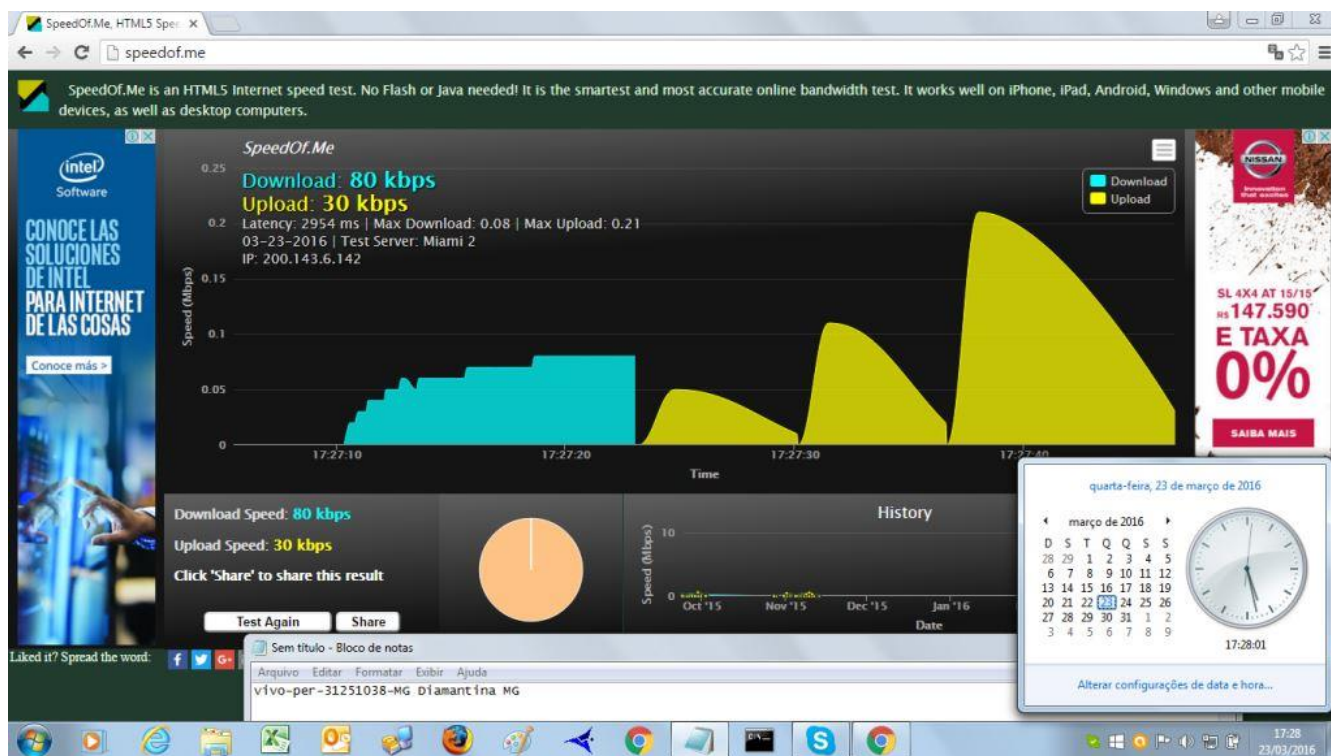 SpeedOf.Me, HTML5 Spee
speedof.me
SpeedOf.Me is an HTML5 Internet speed test. No Flash or Java needed! It is the smartest and most accurate online bandwidth test. It works well on iPhone, iPad, Android, Windows and other mobile
devices, as well as desktop computers.
intel
Software
CONOCE LAS
SOLUCIONES
DE INTEL
PARA INTERNET
DE LAS COSAS
Conoce más >
SpeedOf.Me
Download: 80 kbps
Upload: 30 kbps
Latency: 2954 ms | Max Download: 0.08 | Max Upload: 0.21
03-23-2016 | Test Server: Miami 2
IP: 200.143.6.142
Download
Upload
Speed (Mbps)
0.25
0.2
0.15
0.1
0.05
0
17:27:10 17:27:20 17:27:30 17:27:40
Time
NISSAN
Innovation
that excites
SL 4X4 AT 15/15
R$ 147.590
E TAXA
0%
SAIBA MAIS
Download Speed: 80 kbps
Upload Speed: 30 kbps
Click 'Share' to share this result
Test Again Share
History
Speed (Mbps)
10
0
Oct '15 Nov '15 Dec '15 Jan '16
Date
Liked it? Spread the word:
f G+
Sem título - Bloco de notas
Arquivo Editar Formatar Exibir Ajuda
vivo-per-31251038-MG Diamantina MG
quarta-feira, 23 de março de 2016
março de 2016
D S T Q Q S S
28 29 1 2 3 4 5
6 7 8 9 10 11 12
13 14 15 16 17 18 19
20 21 22 23 24 25 26
27 28 29 30 31 1 2
3 4 5 6 7 8 9
17:28:01
Alterar configurações de data e hora...
17:28
23/03/2016